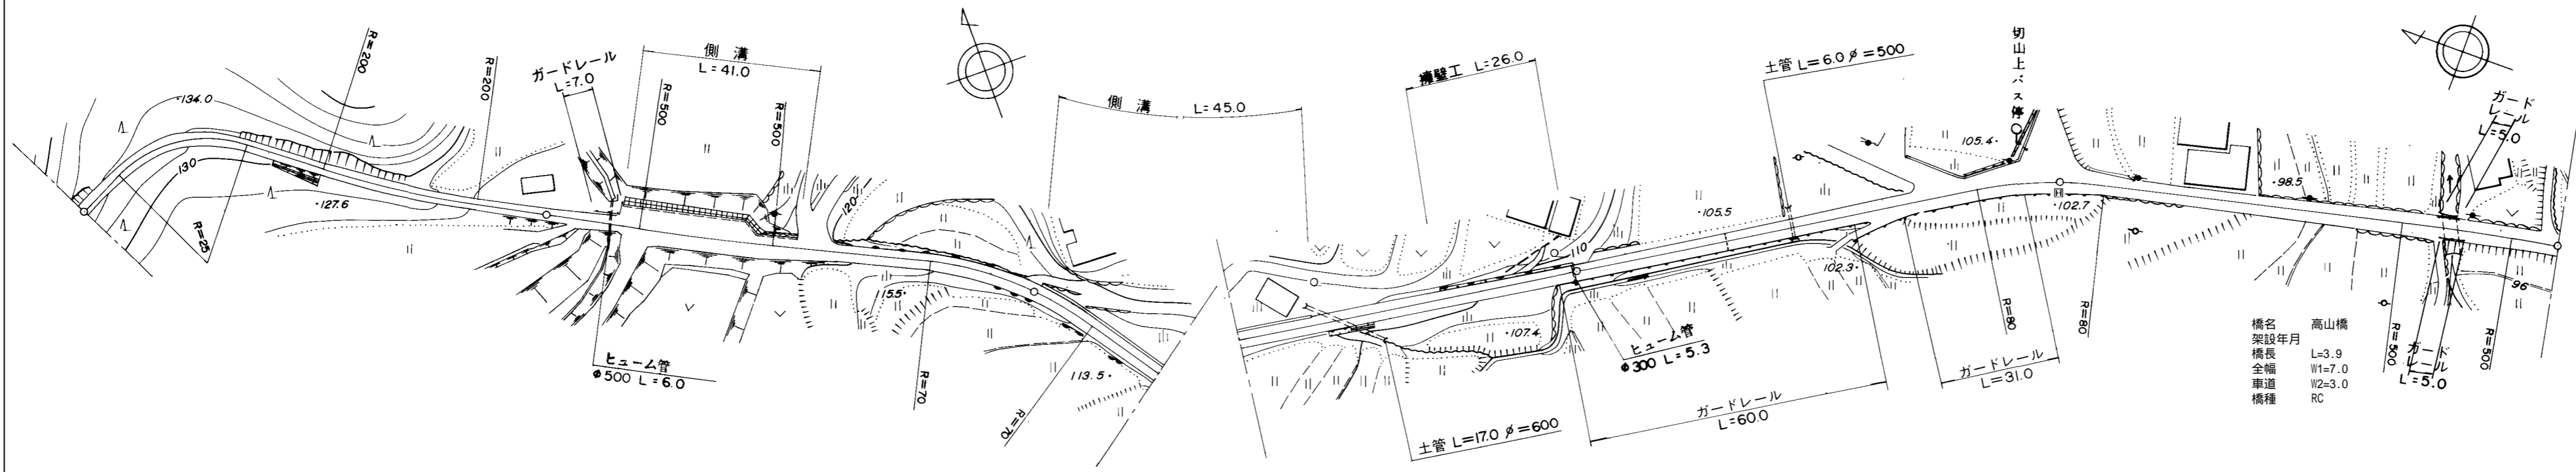 R=200
134.0
130
127.6
R=25
R=200
ガードレール
L=7.0
側溝
L=41.0
R=500
R=500
ヒューム管
φ500 L=6.0
120
115.5
R=70
R=70
113.5
側溝 L=45.0
擁壁工 L=26.0
110
107.4
ヒューム管
φ300 L=5.3
土管 L=17.0 φ=600
ガードレール
L=60.0
土管 L=6.0 φ=500
105.5
102.3
切山上バス停
105.4
H
102.7
R=80
R=80
ガードレール
L=31.0
98.5
ガード
レール
L=5.0
96
R=500
ガード
レール
L=5.0
R=500
橋名 高山橋
架設年月
橋長 L=3.9
全幅 W1=7.0
車道 W2=3.0
橋種 RC